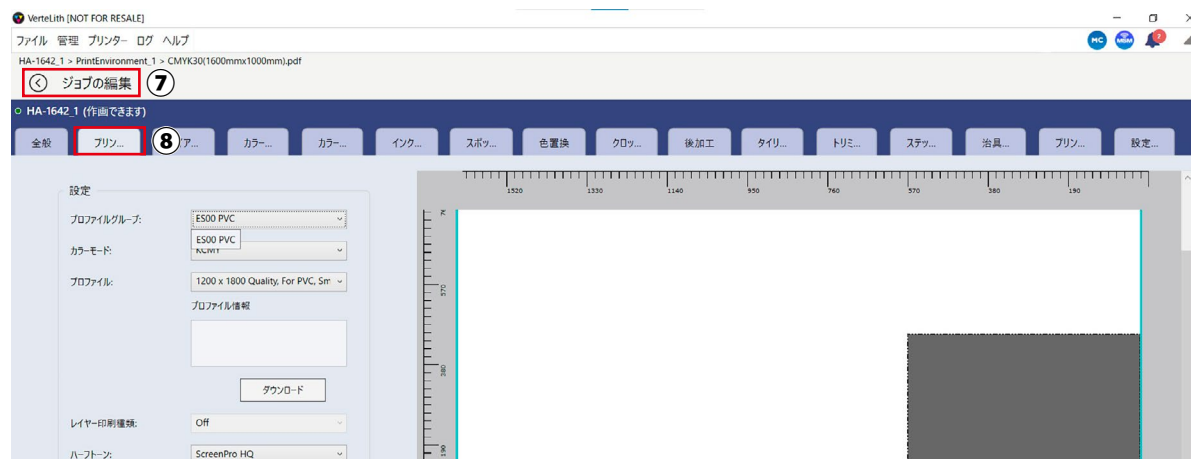 VerteLith [NOT FOR RESALE]
ファイル 管理 プリンター ログ ヘルプ
MC MSM 2
HA-1642_1 > PrintEnvironment_1 > CMYK30(1600mmx1000mm).pdf
ジョブの編集 ⑦
HA-1642_1 (作画できます)
全般 プリン... ⑧ ア... カラー... カラー... インク... スポッ... 色置換 クロッ... 後加工 タイリ... トリミ... ステッ... 治具... プリン... 設定...
設定
1520 1330 1140 950 760 570 380 190
プロファイルグループ: ES00 PVC
ES00 PVC
カラーモード: KCMY
プロファイル: 1200 x 1800 Quality, For PVC, Sm
570
プロファイル情報
380
ダウンロード
レイヤー印刷種類: Off
190
ハーフトーン: ScreenPro HQ